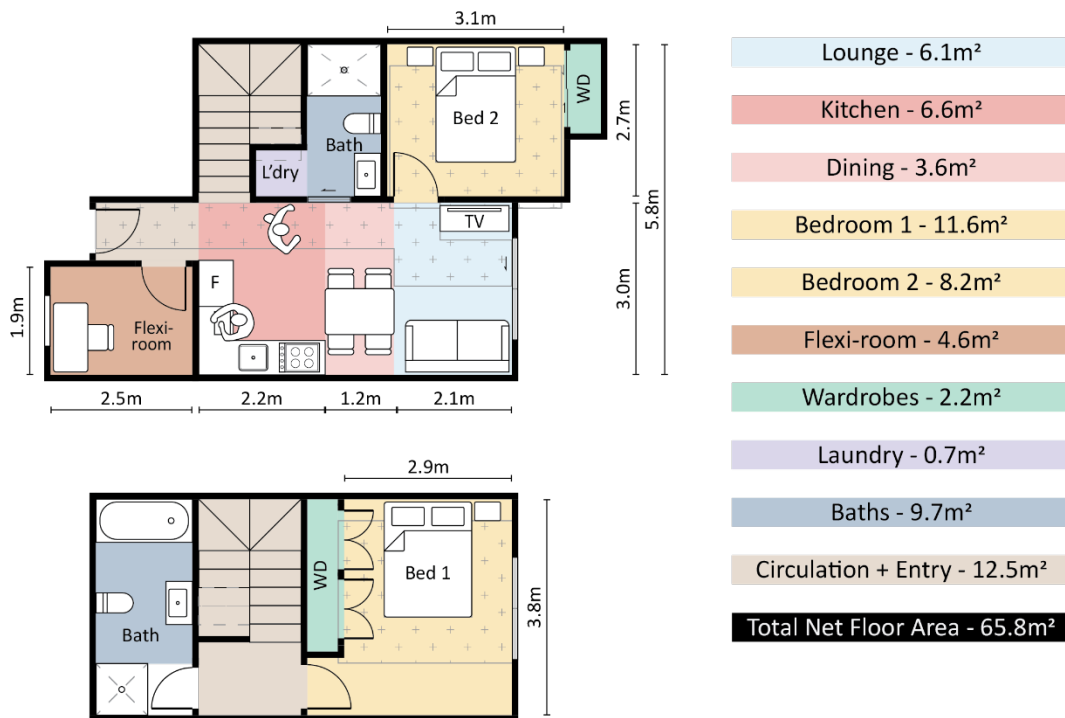 3.1m
WD
Bed 2
2.7m
Bath
L'dry
5.8m
TV
F
3.0m
1.9m
Flexi-
room
2.5m
2.2m
1.2m
2.1m
2.9m
WD
Bed 1
3.8m
Bath
Lounge - 6.1m²
Kitchen - 6.6m²
Dining - 3.6m²
Bedroom 1 - 11.6m²
Bedroom 2 - 8.2m²
Flexi-room - 4.6m²
Wardrobes - 2.2m²
Laundry - 0.7m²
Baths - 9.7m²
Circulation + Entry - 12.5m²
Total Net Floor Area - 65.8m²